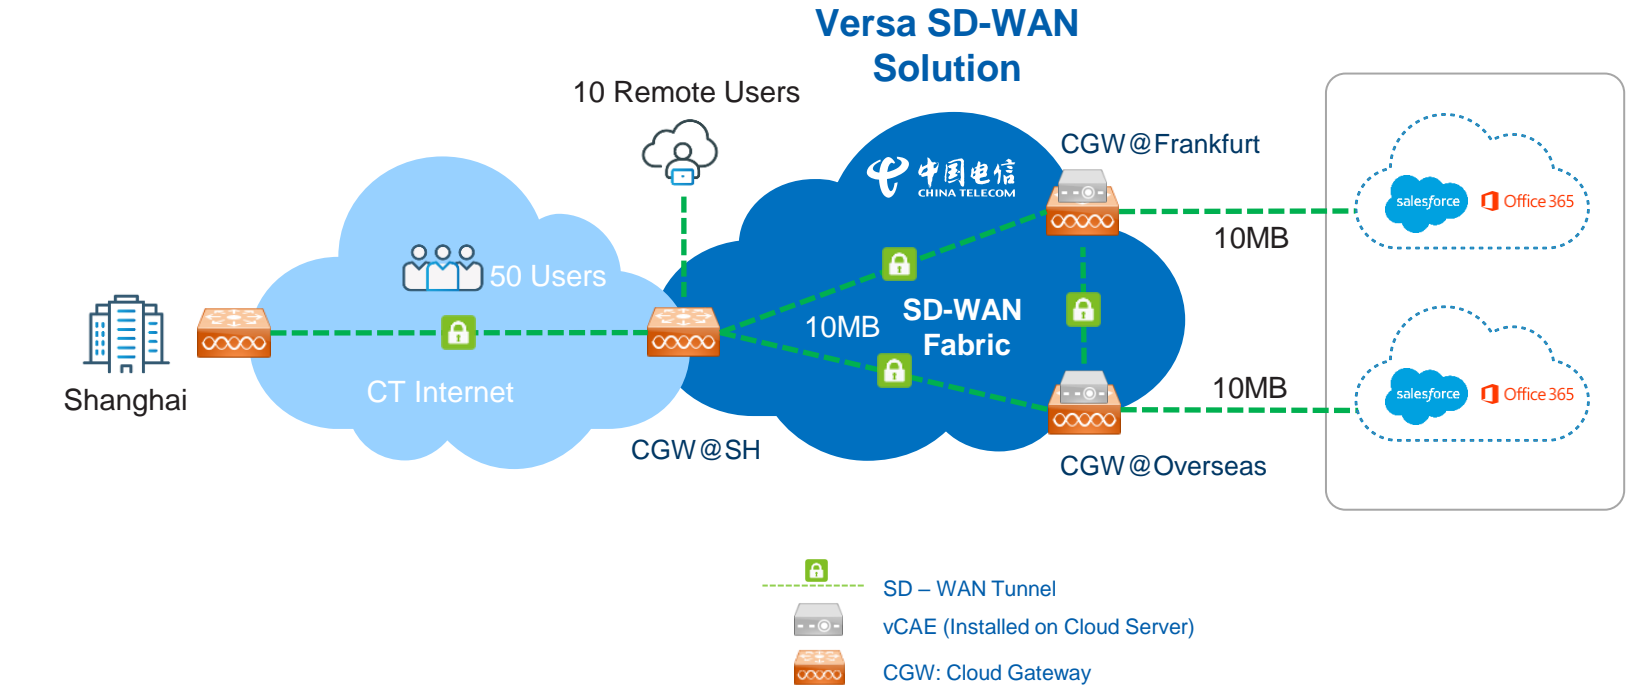 Versa SD-WAN
Solution
10 Remote Users
CGW@Frankfurt
中国电信
CHINA TELECOM
salesforce
Office 365
10MB
50 Users
SD-WAN
Fabric
10MB
Shanghai
CT Internet
10MB
salesforce
Office 365
CGW@SH
CGW@Overseas
SD – WAN Tunnel
vCAE (Installed on Cloud Server)
CGW: Cloud Gateway